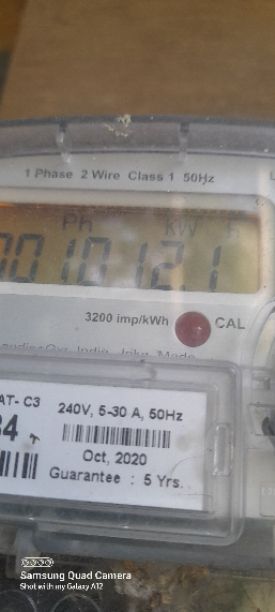 1 Phase 2 Wire Class 1 50Hz
Ph kW h
001012.1
3200 imp/kWh CAL
AT- C3
240V, 5-30 A, 50Hz
34
Oct, 2020
Guarantee : 5 Yrs.
Samsung Quad Camera
Shot with my Galaxy A12